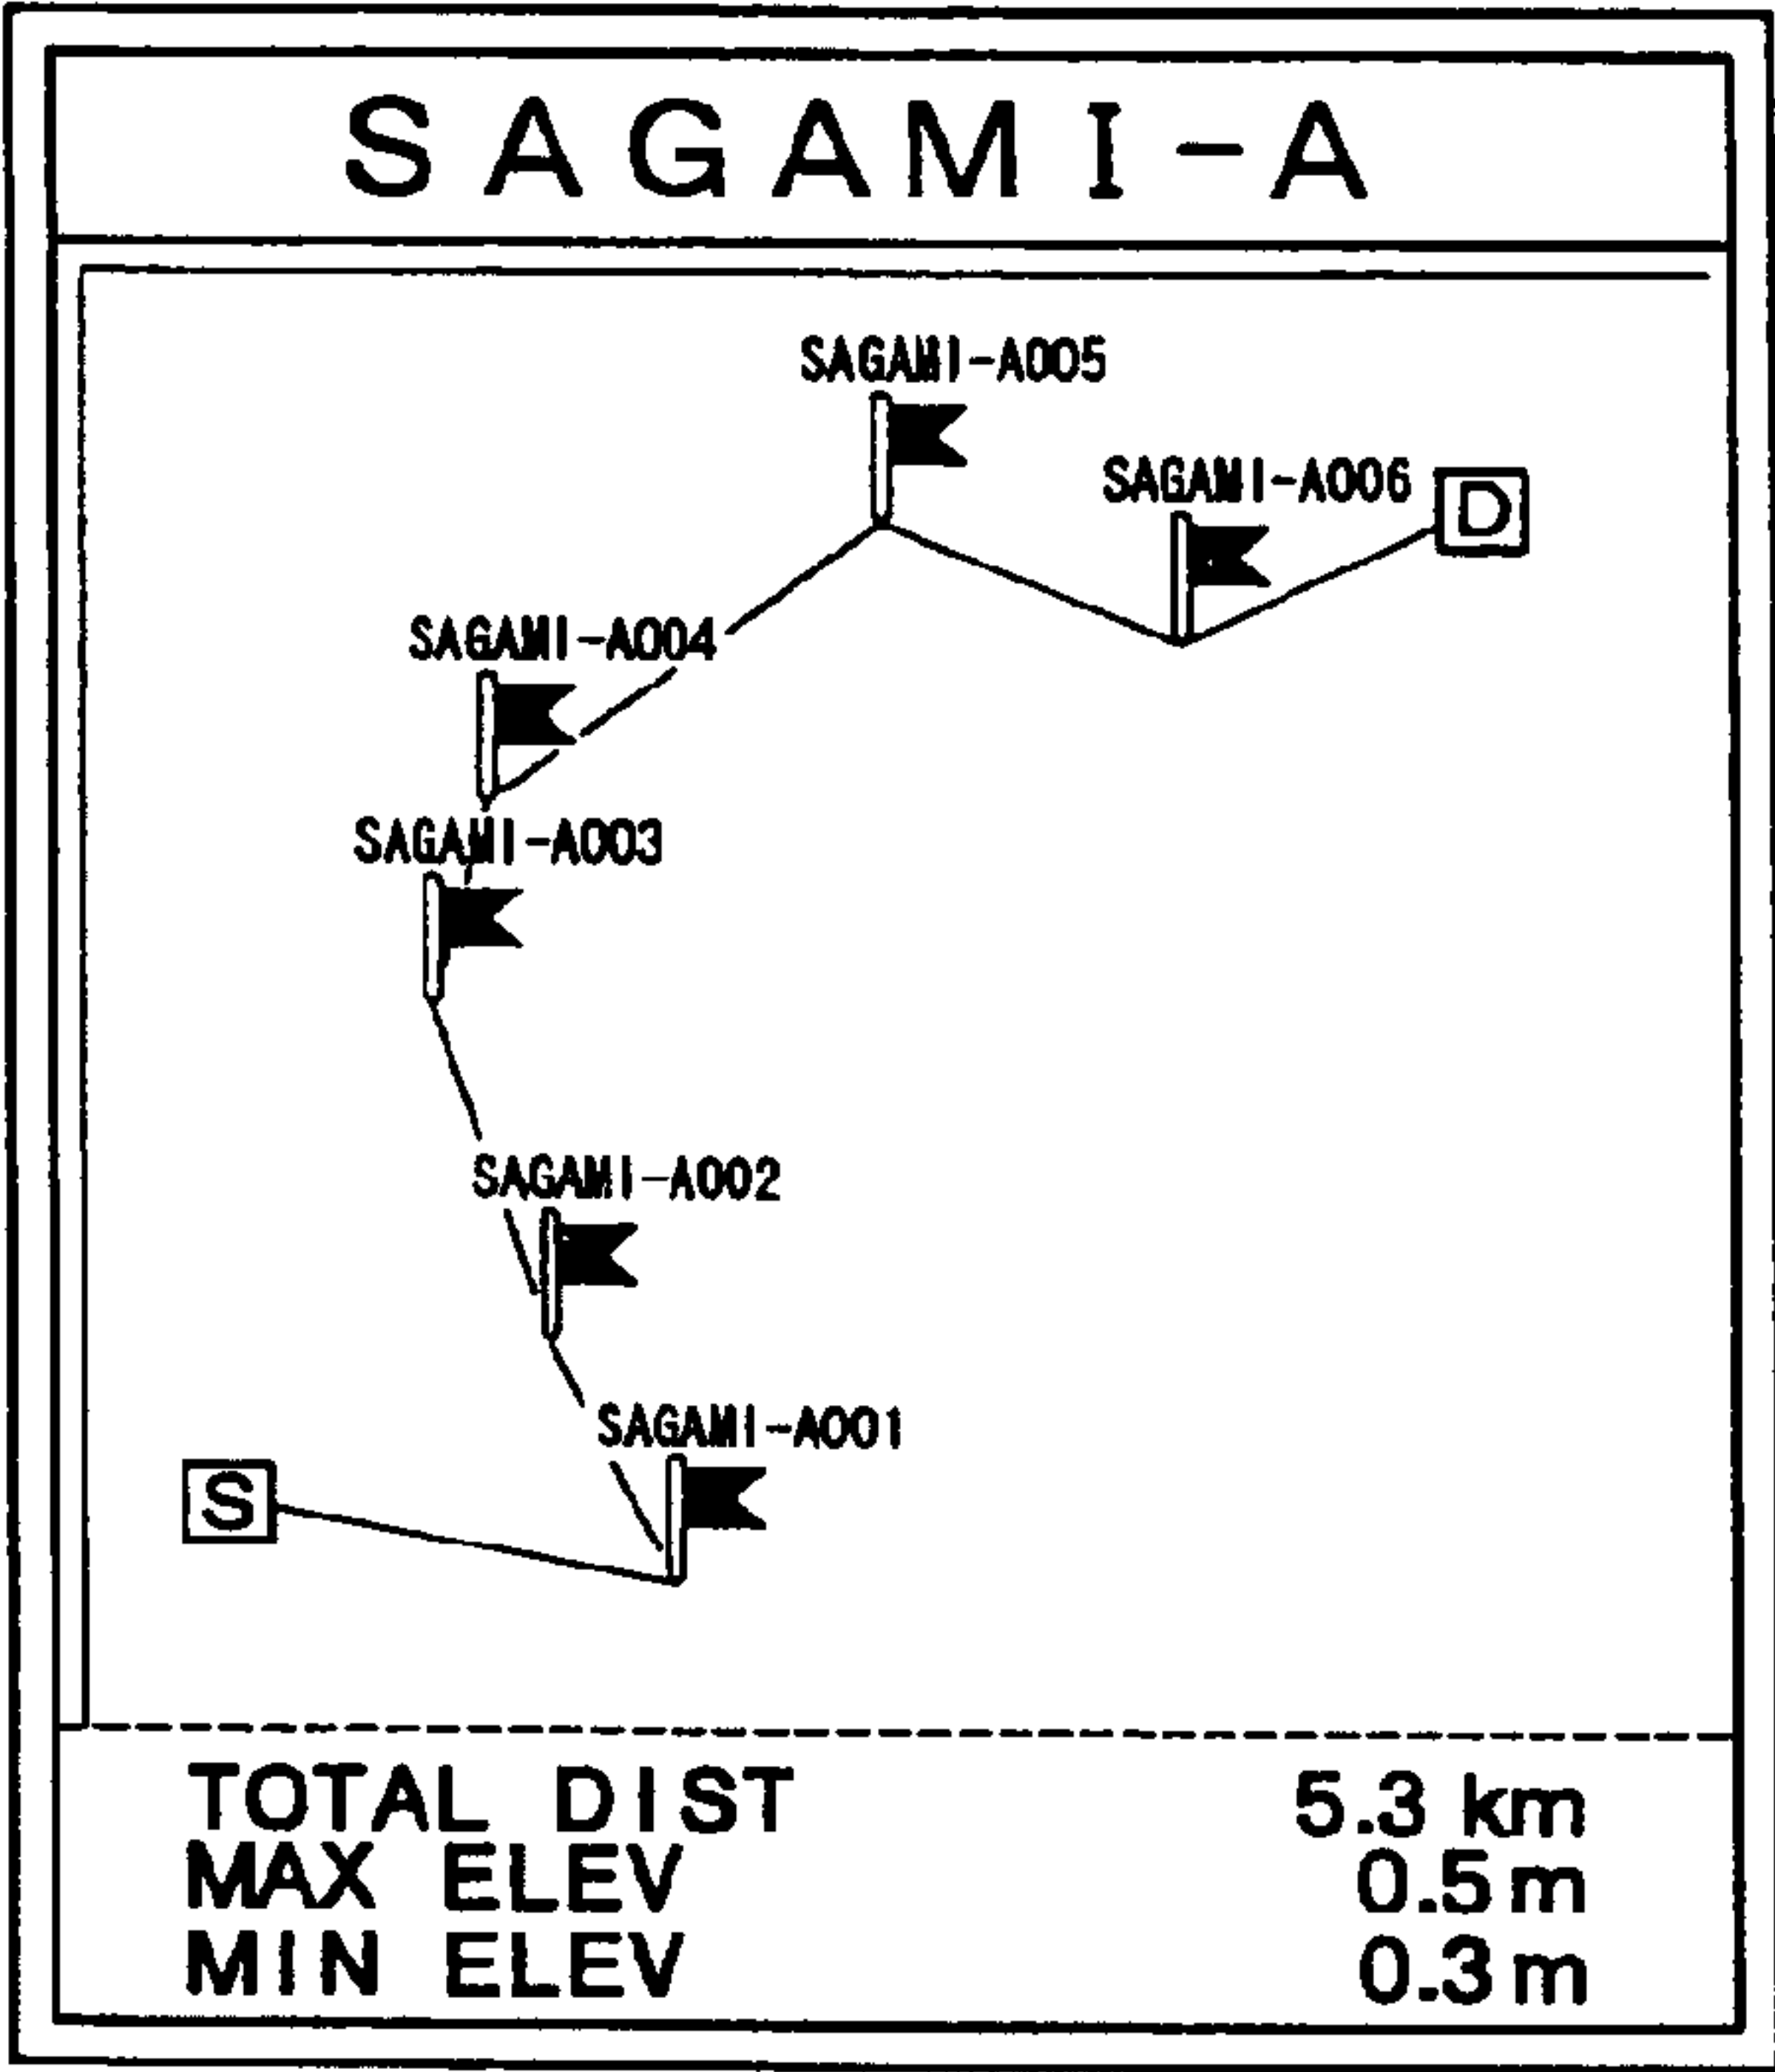 SAGAMI-A
SAGAMI-A005
SAGAMI-A006
D
SAGAMI-A004
SAGAMI-A003
SAGAMI-A002
SAGAMI-A001
S
TOTAL DIST 5.3 km
MAX ELEV 0.5 m
MIN ELEV 0.3 m